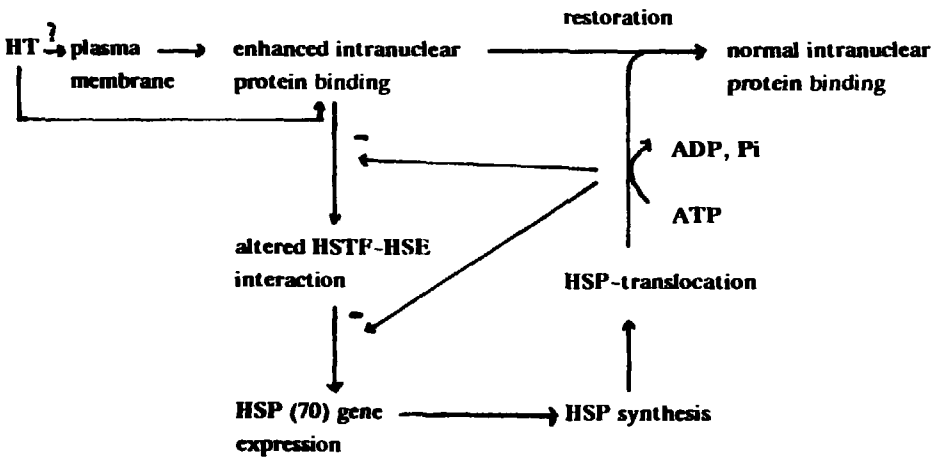 restoration
?
HT plasma membrane
enhanced intranuclear protein binding
normal intranuclear protein binding
-
ADP, Pi
ATP
altered HSTF-HSE interaction
HSP-translocation
-
HSP (70) gene expression
HSP synthesis